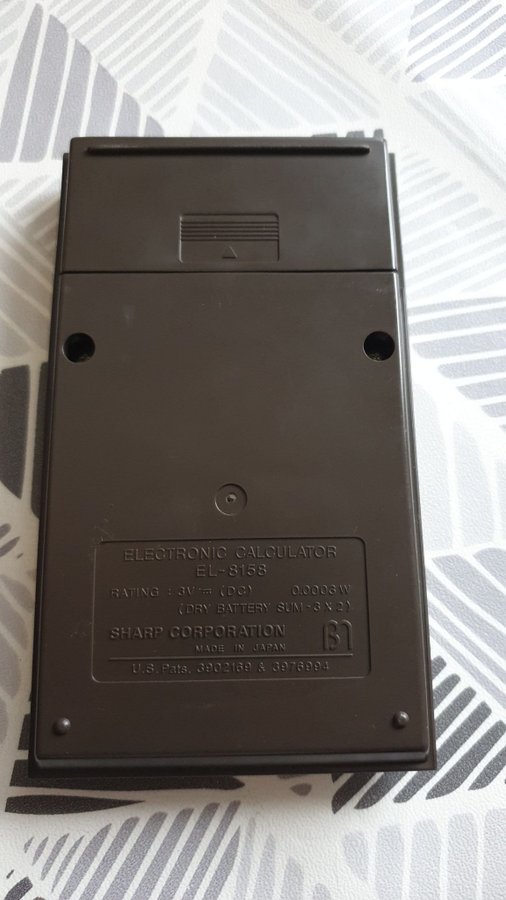 ELECTRONIC CALCULATOR
EL-8158
RATING : 3V ⎓ (DC) 0.0003W
(DRY BATTERY SUM-3×2)
SHARP CORPORATION
MADE IN JAPAN
U.S. Pats. 3902169 & 3976994